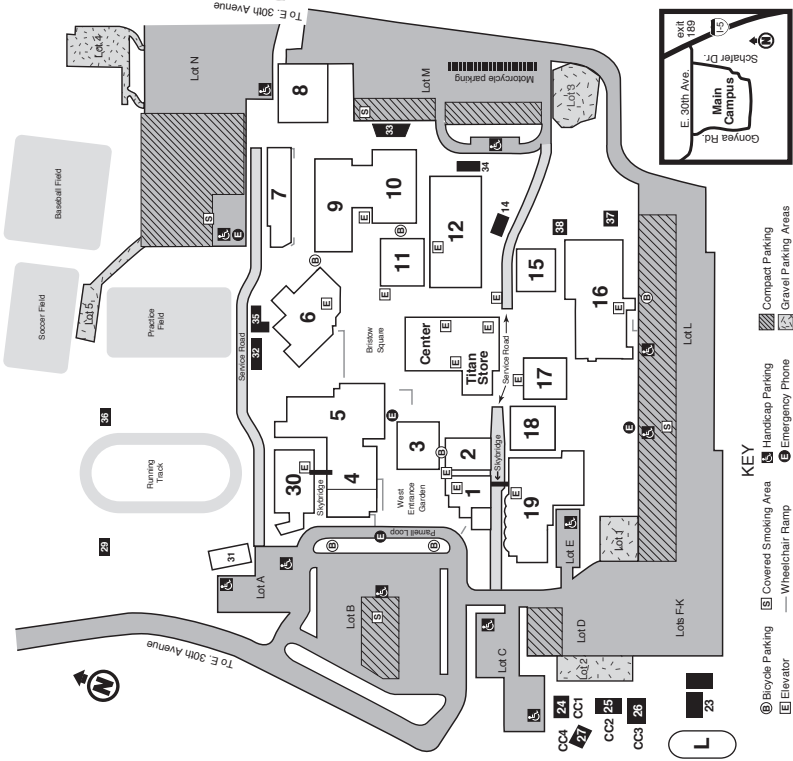 To E. 30th Avenue
Lot 4
Lot N
8
Lot M
Motorcycle parking
S
33
Lot 3
exit
189
I-5
N
Schafer Dr.
E. 30th Ave.
Main
Campus
Gonyea Rd.
Baseball Field
S
E
7
9
10
E
B
34
14
38
37
12
E
Soccer Field
Lot 5
Practice
Field
Service Road
35
32
B
6
E
11
E
Bristow
Square
15
E
16
E
B
Lot L
Center
Titan
Store
E
E
E
Service Road
17
E
36
Running
Track
5
E
3
B
2
E
Skybridge
18
E
S
30
E
Skybridge
4
West
Entrance
Garden
1
E
19
E
29
31
Parnell Loop
B
E
B
Lot A
Lot B
S
Lot E
Lot 1
To E. 30th Avenue
N
Lot C
Lot D
Lot 2
Lots F-K
24
CC1
CC4
27
25
CC2
26
CC3
23
L
KEY
B Bicycle Parking
E Elevator
S Covered Smoking Area
Wheelchair Ramp
Handicap Parking
E Emergency Phone
Compact Parking
Gravel Parking Areas